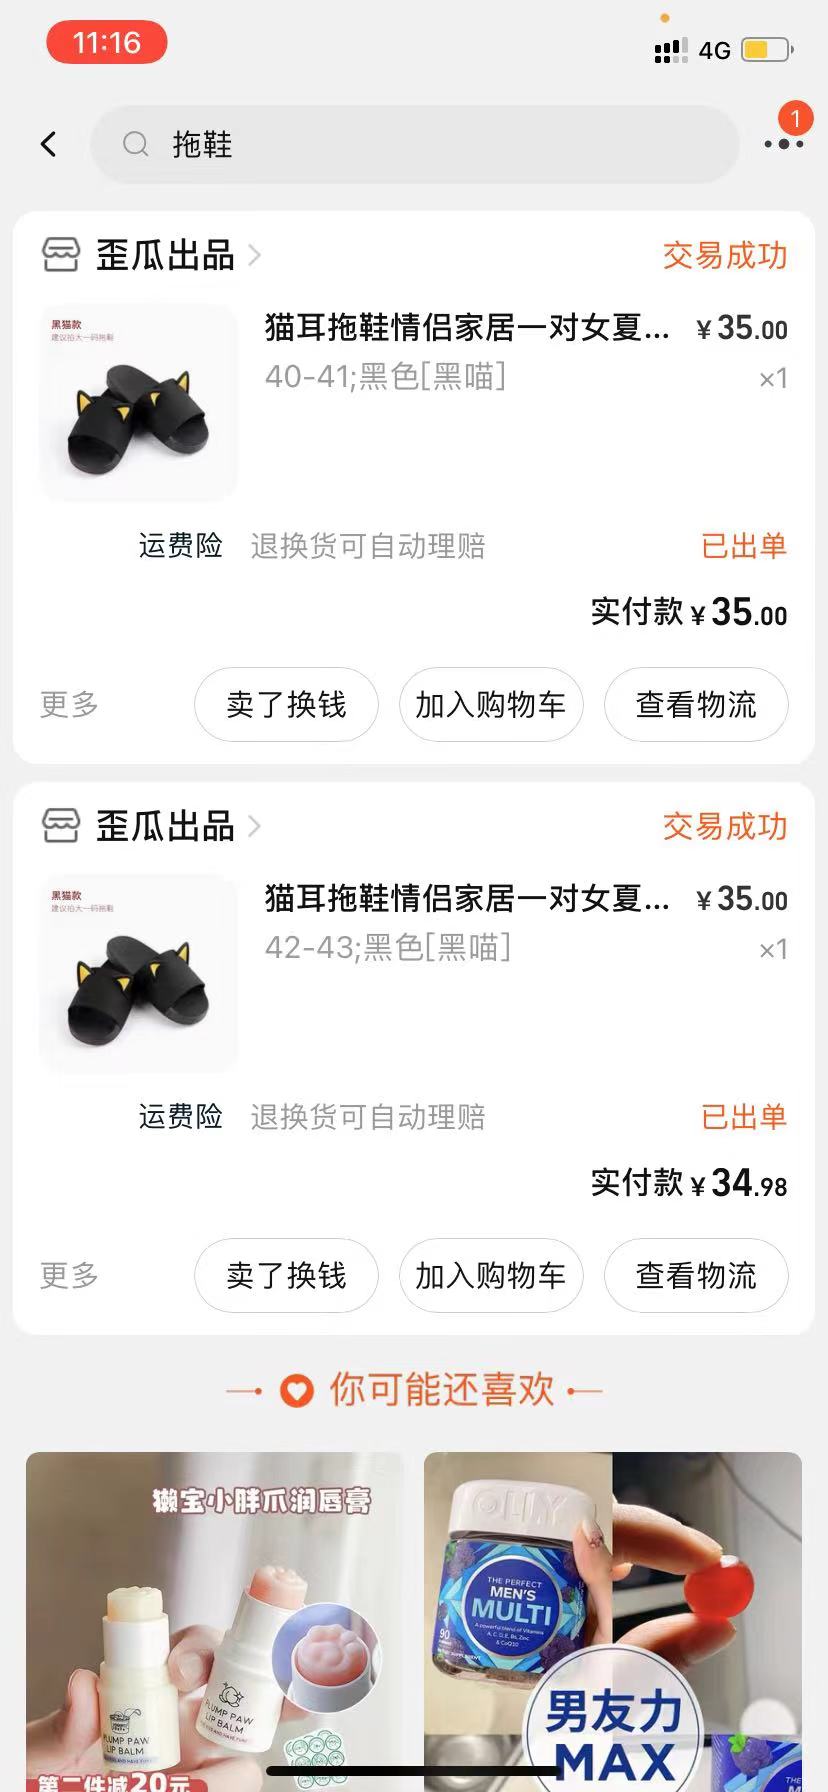 11:16
4G
拖鞋
1
歪瓜出品
交易成功
黑猫款
建议拍大一码拖鞋
猫耳拖鞋情侣家居一对女夏... ¥35.00
40-41;黑色[黑喵] ×1
运费险 退换货可自动理赔 已出单
实付款¥35.00
更多 卖了换钱 加入购物车 查看物流
歪瓜出品
交易成功
黑猫款
建议拍大一码拖鞋
猫耳拖鞋情侣家居一对女夏... ¥35.00
42-43;黑色[黑喵] ×1
运费险 退换货可自动理赔 已出单
实付款¥34.98
更多 卖了换钱 加入购物车 查看物流
你可能还喜欢
獭宝小胖爪润唇膏
PLUMP PAW
LIP BALM
PLUMP PAW
LIP BALM
第二件减20元
OLLY
THE PERFECT
MEN'S
MULTI
A powerful blend of Vitamins
A, C, D, E, Bs, Zinc
& CoQ10
90
男友力
MAX